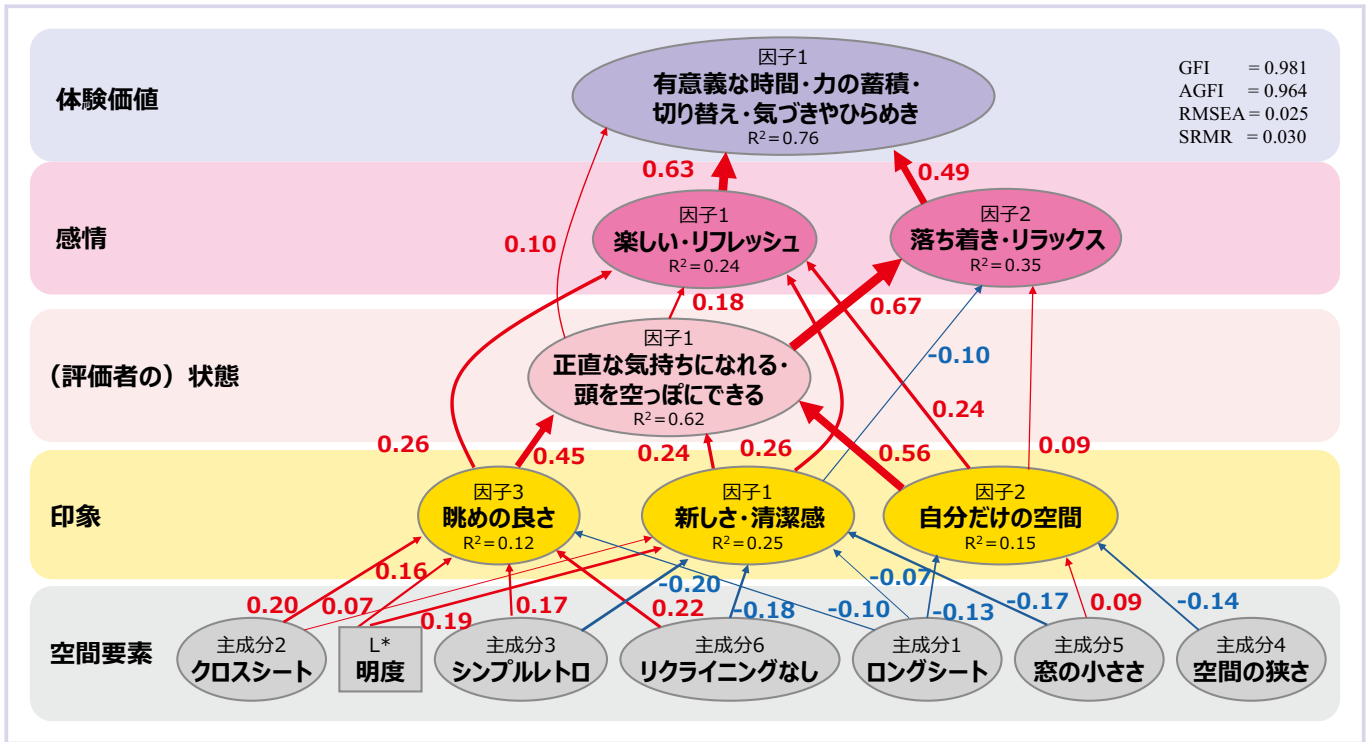 体験価値
因子1
有意義な時間・力の蓄積・
切り替え・気づきやひらめき
R²=0.76
GFI = 0.981
AGFI = 0.964
RMSEA = 0.025
SRMR = 0.030
0.63
0.49
感情
因子1
楽しい・リフレッシュ
R²=0.24
因子2
落ち着き・リラックス
R²=0.35
0.10
0.18
0.67
(評価者の)状態
因子1
正直な気持ちになれる・
頭を空っぽにできる
R²=0.62
-0.10
0.26
0.45
0.24
0.26
0.56
0.24
0.09
印象
因子3
眺めの良さ
R²=0.12
因子1
新しさ・清潔感
R²=0.25
因子2
自分だけの空間
R²=0.15
0.20
0.16
0.07
0.19
0.17
-0.20
0.22
-0.18
-0.10
-0.07
-0.13
-0.17
0.09
-0.14
空間要素
主成分2
クロスシート
L*
明度
主成分3
シンプルレトロ
主成分6
リクライニングなし
主成分1
ロングシート
主成分5
窓の小ささ
主成分4
空間の狭さ